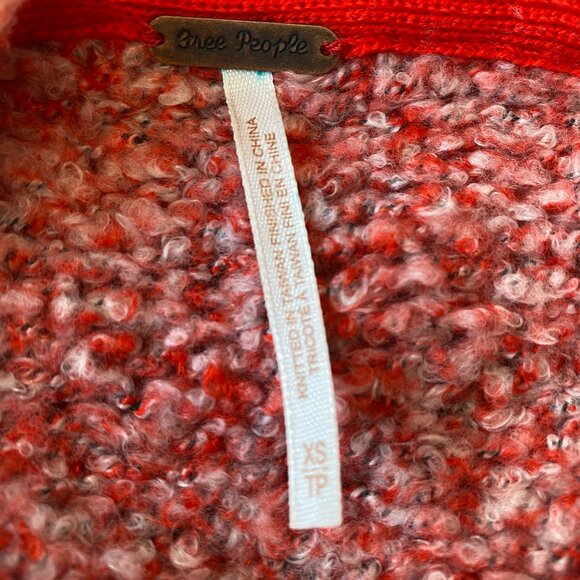 Free People
KNITTED IN TAIWAN FINISHED IN CHINA
TRICOTÉ À TAIWAN FINI EN CHINE
XS
TP